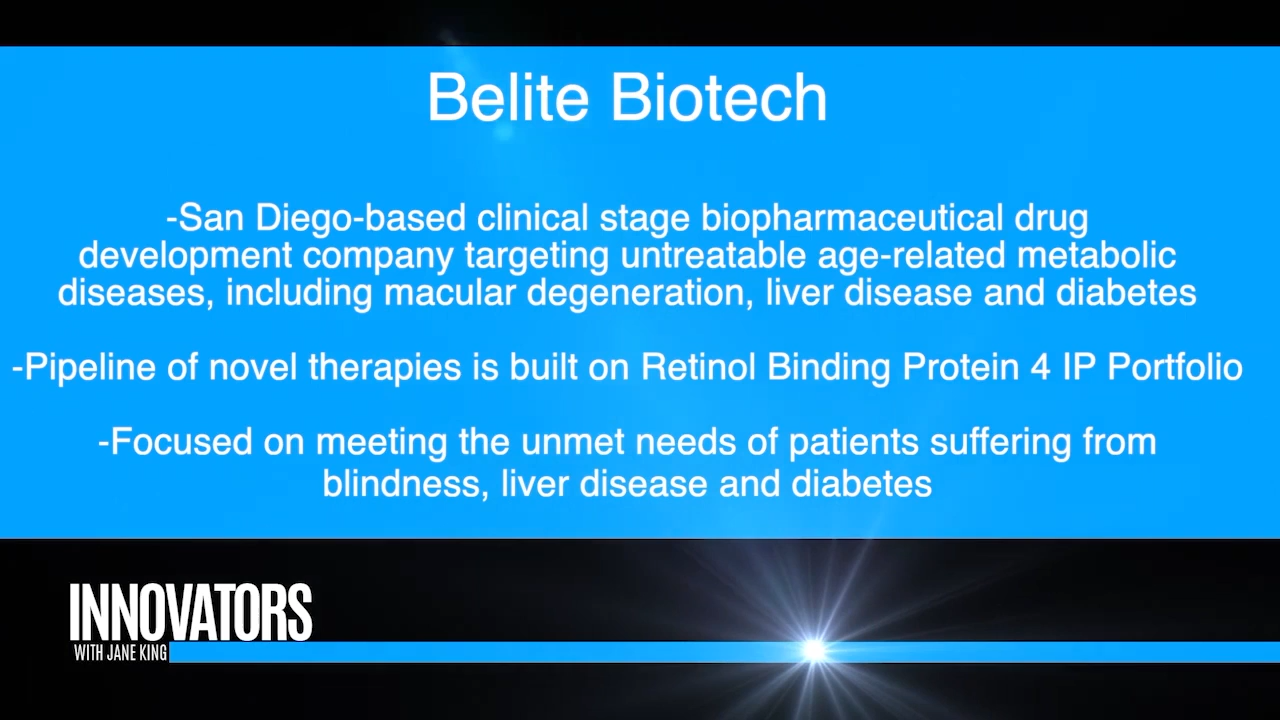 Belite Biotech
-San Diego-based clinical stage biopharmaceutical drug
development company targeting untreatable age-related metabolic
diseases, including macular degeneration, liver disease and diabetes
-Pipeline of novel therapies is built on Retinol Binding Protein 4 IP Portfolio
-Focused on meeting the unmet needs of patients suffering from
blindness, liver disease and diabetes
INNOVATORS
WITH JANE KING